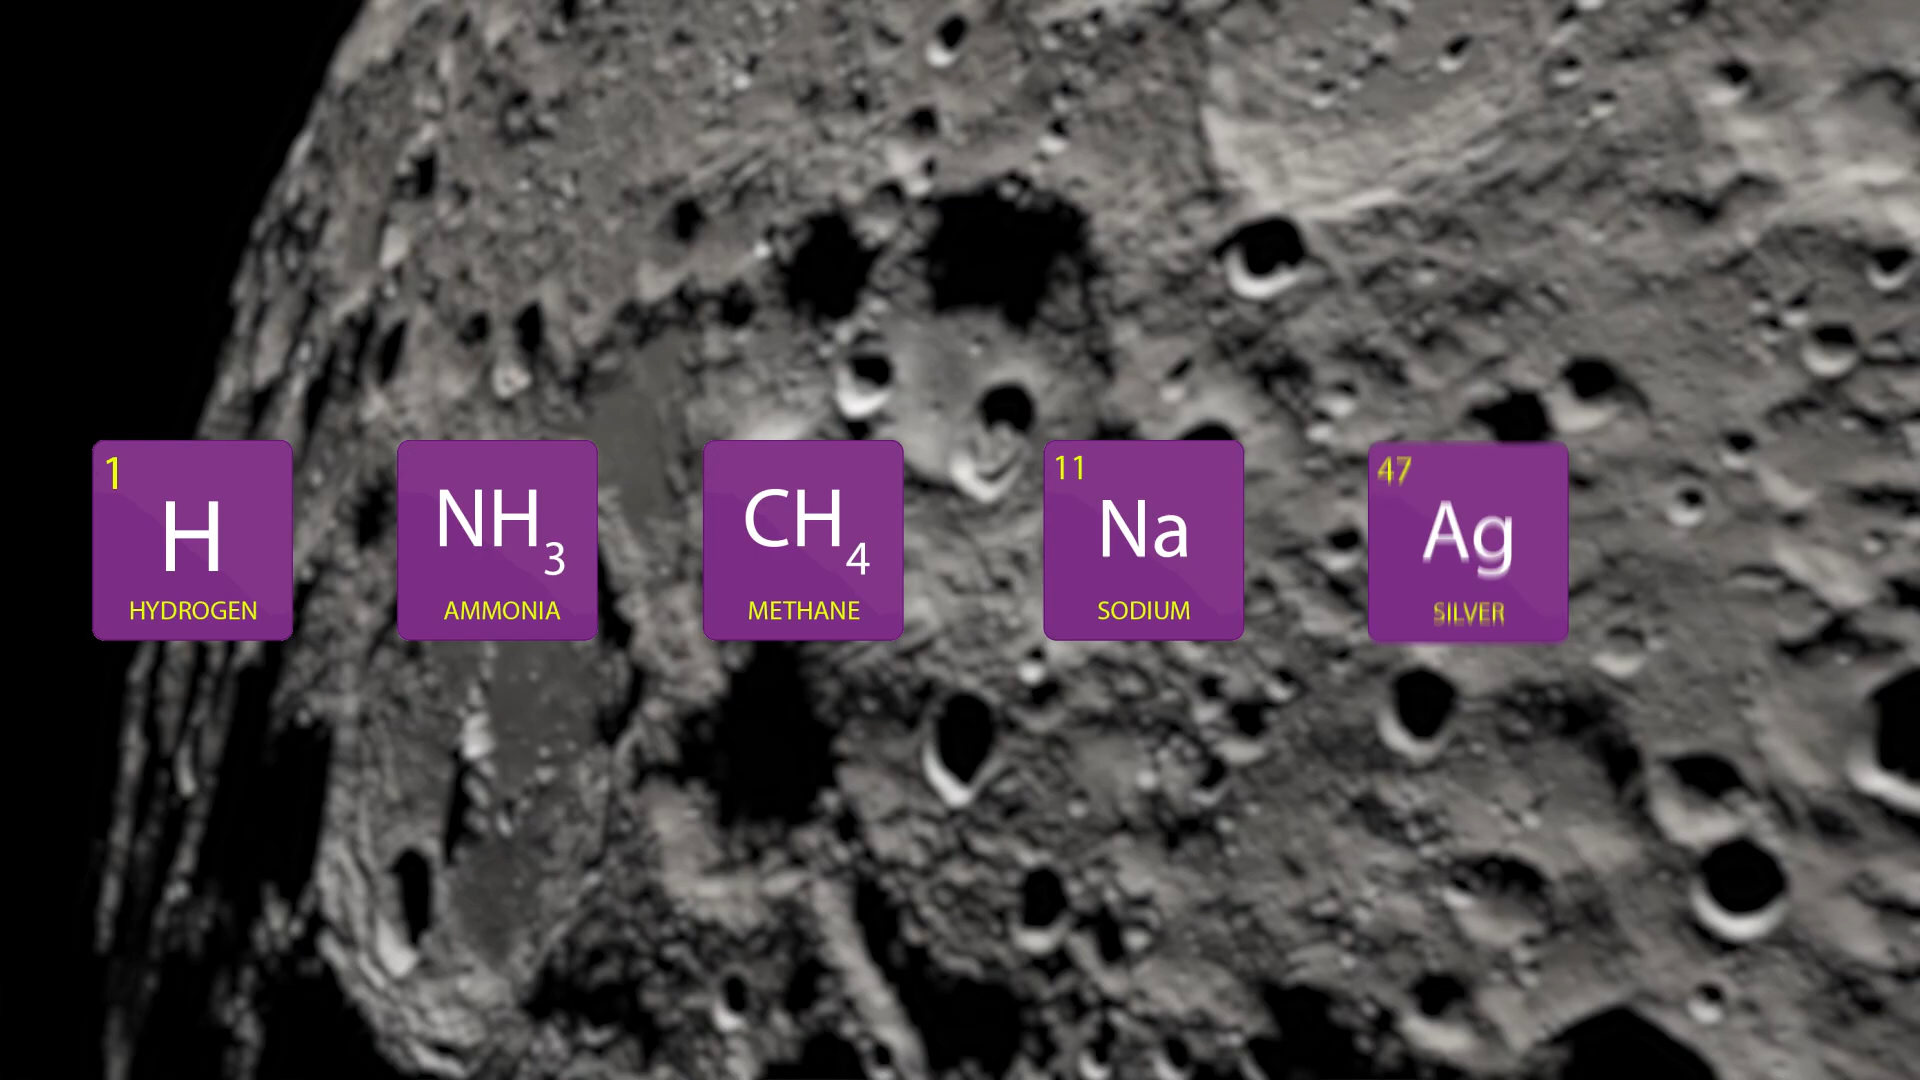 1
H
HYDROGEN
NH₃
AMMONIA
CH₄
METHANE
11
Na
SODIUM
47
Ag
SILVER